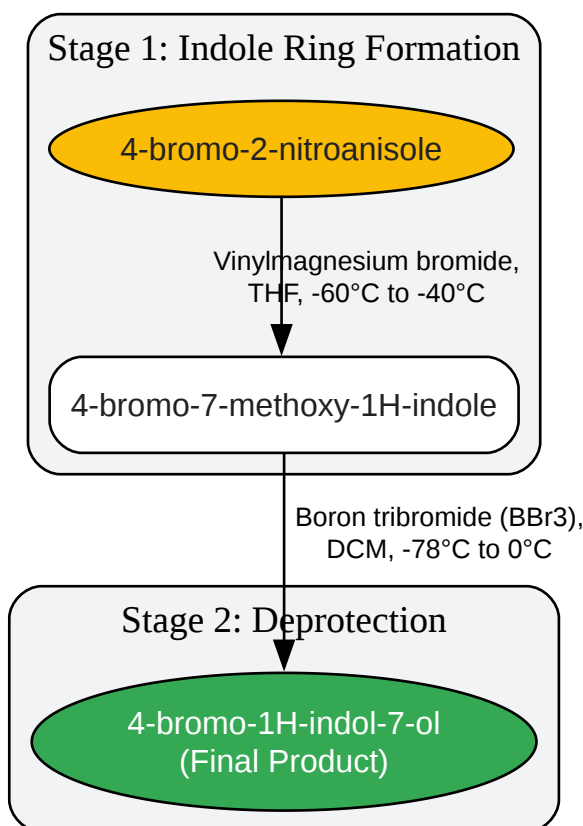 Stage 1: Indole Ring Formation
4-bromo-2-nitroanisole
Vinylmagnesium bromide,
THF, -60°C to -40°C
4-bromo-7-methoxy-1H-indole
Boron tribromide (BBr3),
DCM, -78°C to 0°C
Stage 2: Deprotection
4-bromo-1H-indol-7-ol
(Final Product)